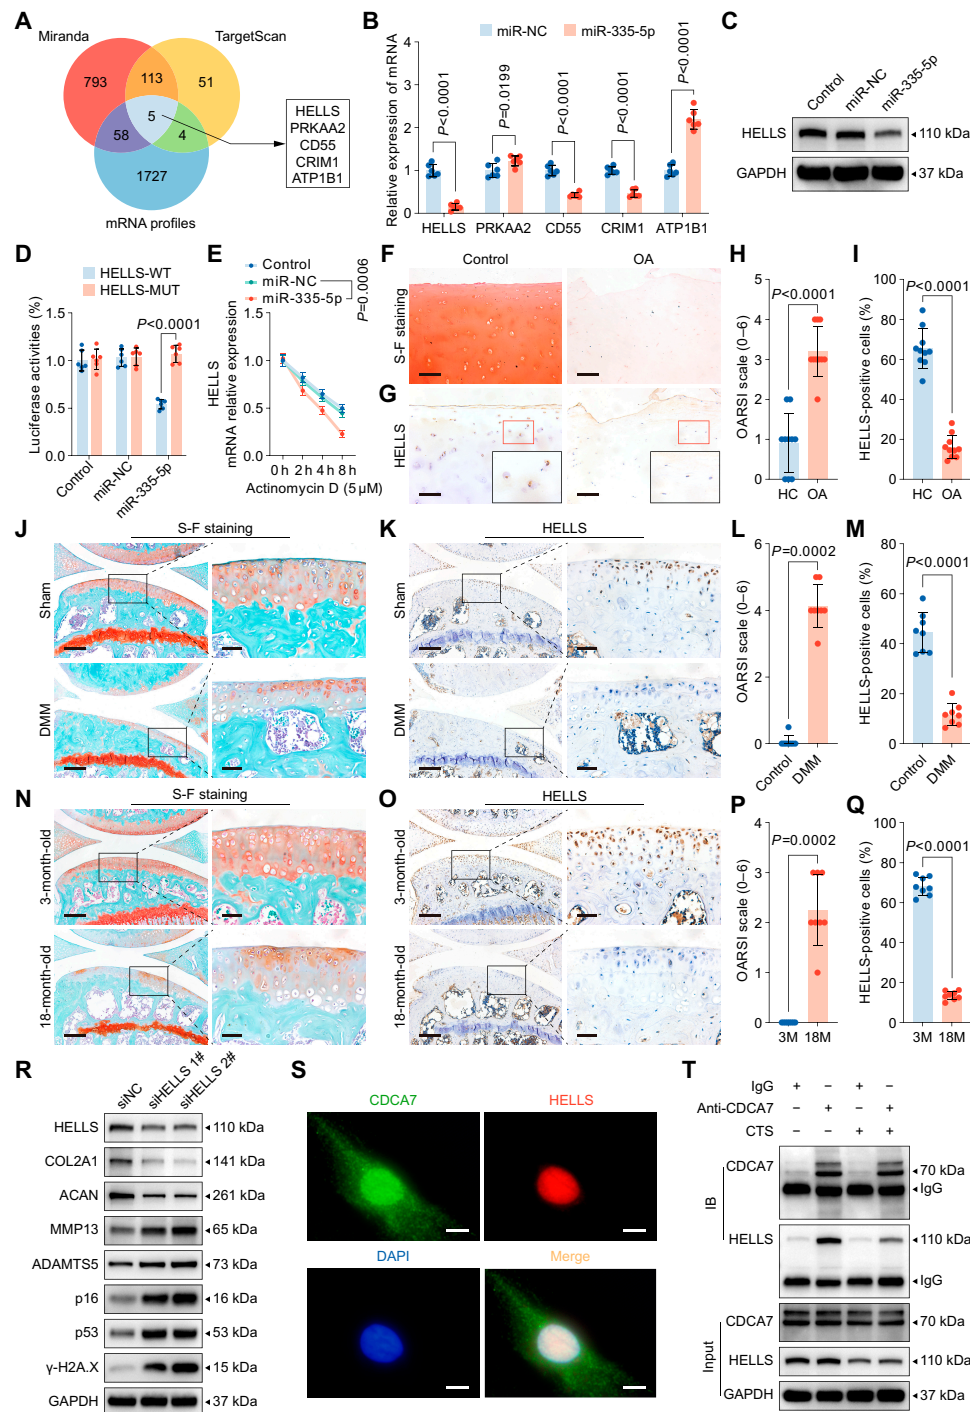 A
Miranda
TargetScan
793
113
51
5
58
4
1727
mRNA profiles
HELLS
PRKAA2
CD55
CRIM1
ATP1B1
B
miR-NC
miR-335-5p
Relative expression of mRNA
4
3
2
1
0
P<0.0001
P=0.0199
P<0.0001
P<0.0001
P<0.0001
HELLS PRKAA2 CD55 CRIM1 ATP1B1
C
Control
miR-NC
miR-335-5p
HELLS
110 kDa
GAPDH
37 kDa
D
HELLS-WT
HELLS-MUT
Luciferase activities (%)
1.5
1.0
0.5
0.0
P<0.0001
Control
miR-NC
miR-335-5p
E
Control
miR-NC
miR-335-5p
P=0.0006
HELLS
mRNA relative expression
1.5
1.0
0.5
0.0
0 h 2 h 4 h 8 h
Actinomycin D (5 μM)
F
Control
OA
S-F staining
G
HELLS
H
OARSI scale (0–6)
5
4
3
2
1
0
P<0.0001
HC OA
I
HELLS-positive cells (%)
100
80
60
40
20
0
P<0.0001
HC OA
J
S-F staining
Sham
DMM
K
HELLS
Sham
DMM
L
OARSI scale (0–6)
6
4
2
0
P=0.0002
Control
DMM
M
HELLS-positive cells (%)
80
60
40
20
0
P<0.0001
Control
DMM
N
S-F staining
3-month-old
18-month-old
O
HELLS
3-month-old
18-month-old
P
OARSI scale (0–6)
4
3
2
1
0
P=0.0002
3M 18M
Q
HELLS-positive cells (%)
100
80
60
40
20
0
P<0.0001
3M 18M
R
siNC
siHELLS 1#
siHELLS 2#
HELLS
110 kDa
COL2A1
141 kDa
ACAN
261 kDa
MMP13
65 kDa
ADAMTS5
73 kDa
p16
16 kDa
p53
53 kDa
γ-H2A.X
15 kDa
GAPDH
37 kDa
S
CDCA7
HELLS
DAPI
Merge
T
IgG + − + −
Anti-CDCA7 − + − +
CTS − − + +
IB
CDCA7
70 kDa
IgG
HELLS
110 kDa
IgG
Input
CDCA7
70 kDa
HELLS
110 kDa
GAPDH
37 kDa